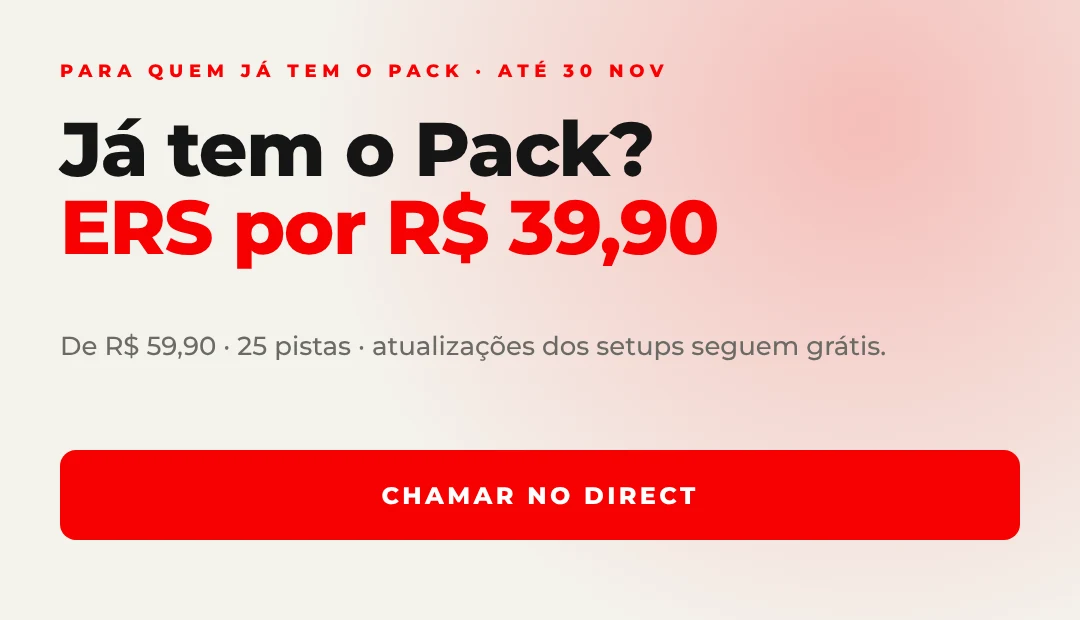 PARA QUEM JÁ TEM O PACK · ATÉ 30 NOV
Já tem o Pack?
ERS por R$ 39,90
De R$ 59,90 · 25 pistas · atualizações dos setups seguem grátis.
CHAMAR NO DIRECT